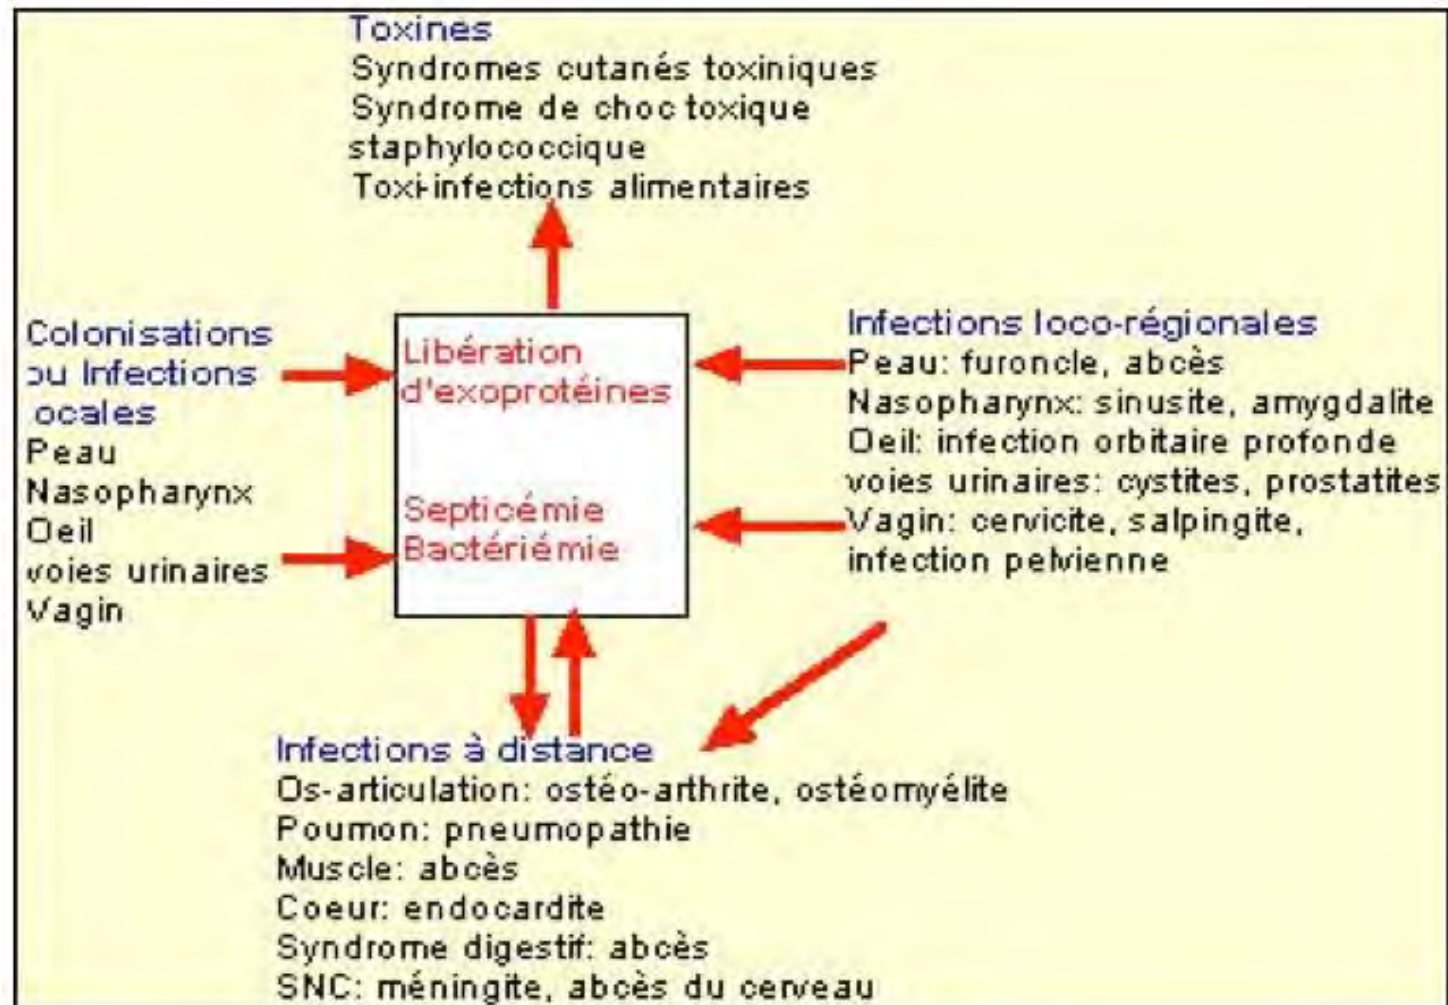 Toxines
Syndromes cutanés toxiniques
Syndrome de choc toxique
staphylococcique
Toxi-infections alimentaires
Colonisations
ou Infections
locales
Peau
Nasopharynx
Oeil
voies urinaires
Vagin
Libération
d'exoprotéines
Septicémie
Bactériémie
Infections loco-régionales
Peau: furoncle, abcès
Nasopharynx: sinusite, amygdalite
Oeil: infection orbitaire profonde
voies urinaires: cystites, prostatites
Vagin: cervicite, salpingite,
infection pelvienne
Infections à distance
Os-articulation: ostéo-arthrite, ostéomyélite
Poumon: pneumopathie
Muscle: abcès
Coeur: endocardite
Syndrome digestif: abcès
SNC: méningite, abcès du cerveau